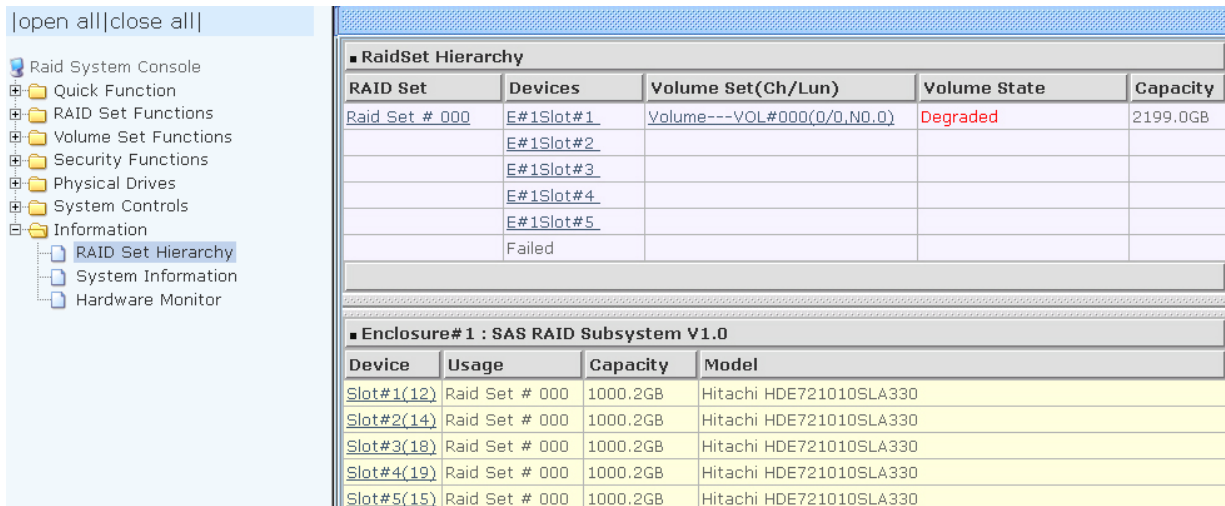 |open all|close all|
Raid System Console
Quick Function
RAID Set Functions
Volume Set Functions
Security Functions
Physical Drives
System Controls
Information
RAID Set Hierarchy
System Information
Hardware Monitor
RaidSet Hierarchy
RAID Set Devices Volume Set(Ch/Lun) Volume State Capacity
Raid Set # 000 E#1Slot#1 Volume---VOL#000(0/0,N0.0) Degraded 2199.0GB
E#1Slot#2
E#1Slot#3
E#1Slot#4
E#1Slot#5
Failed
Enclosure#1 : SAS RAID Subsystem V1.0
Device Usage Capacity Model
Slot#1(12) Raid Set # 000 1000.2GB Hitachi HDE721010SLA330
Slot#2(14) Raid Set # 000 1000.2GB Hitachi HDE721010SLA330
Slot#3(18) Raid Set # 000 1000.2GB Hitachi HDE721010SLA330
Slot#4(19) Raid Set # 000 1000.2GB Hitachi HDE721010SLA330
Slot#5(15) Raid Set # 000 1000.2GB Hitachi HDE721010SLA330